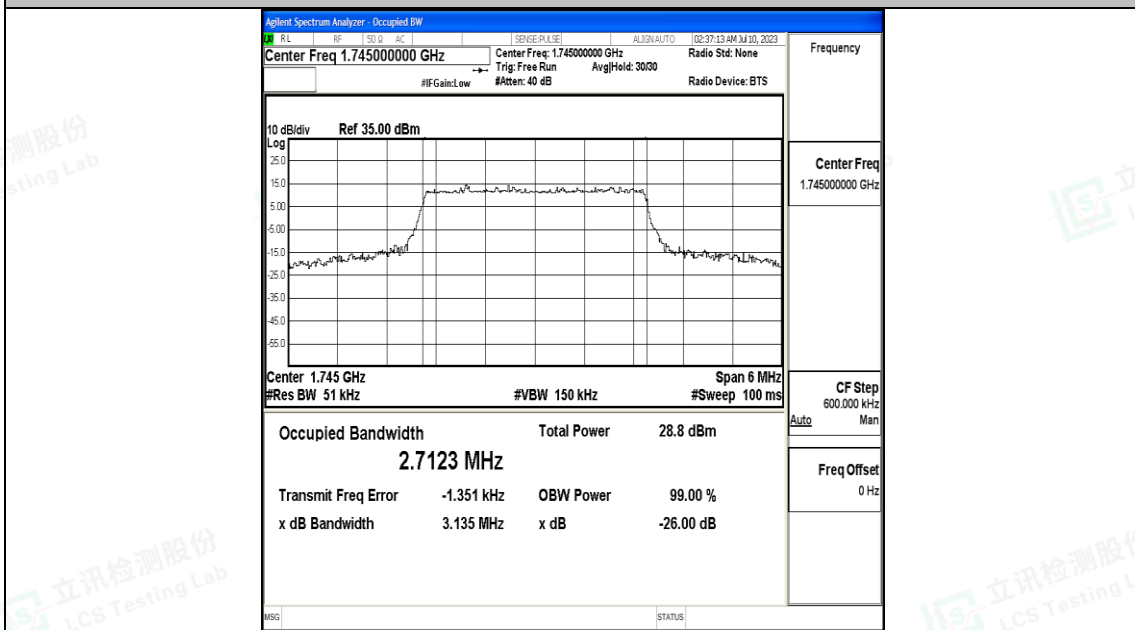 Agilent Spectrum Analyzer - Occupied BW
RL RF 50 Ω AC SENSE:PULSE ALIGN AUTO 02:37:13 AM Jul 10, 2023
Center Freq 1.745000000 GHz
Center Freq: 1.745000000 GHz
Radio Std: None
Trig: Free Run Avg|Hold: 30/30
#IFGain:Low
#Atten: 40 dB
Radio Device: BTS
10 dB/div Ref 35.00 dBm
Log
25.0
15.0
5.00
-5.00
-15.0
-25.0
-35.0
-45.0
-55.0
Center 1.745 GHz Span 6 MHz
#Res BW 51 kHz #VBW 150 kHz #Sweep 100 ms
Occupied Bandwidth Total Power 28.8 dBm
2.7123 MHz
Transmit Freq Error -1.351 kHz OBW Power 99.00 %
x dB Bandwidth 3.135 MHz x dB -26.00 dB
MSG STATUS
Frequency
Center Freq
1.745000000 GHz
CF Step
600.000 kHz
Auto Man
Freq Offset
0 Hz
立讯检测股份
LCS Testing Lab